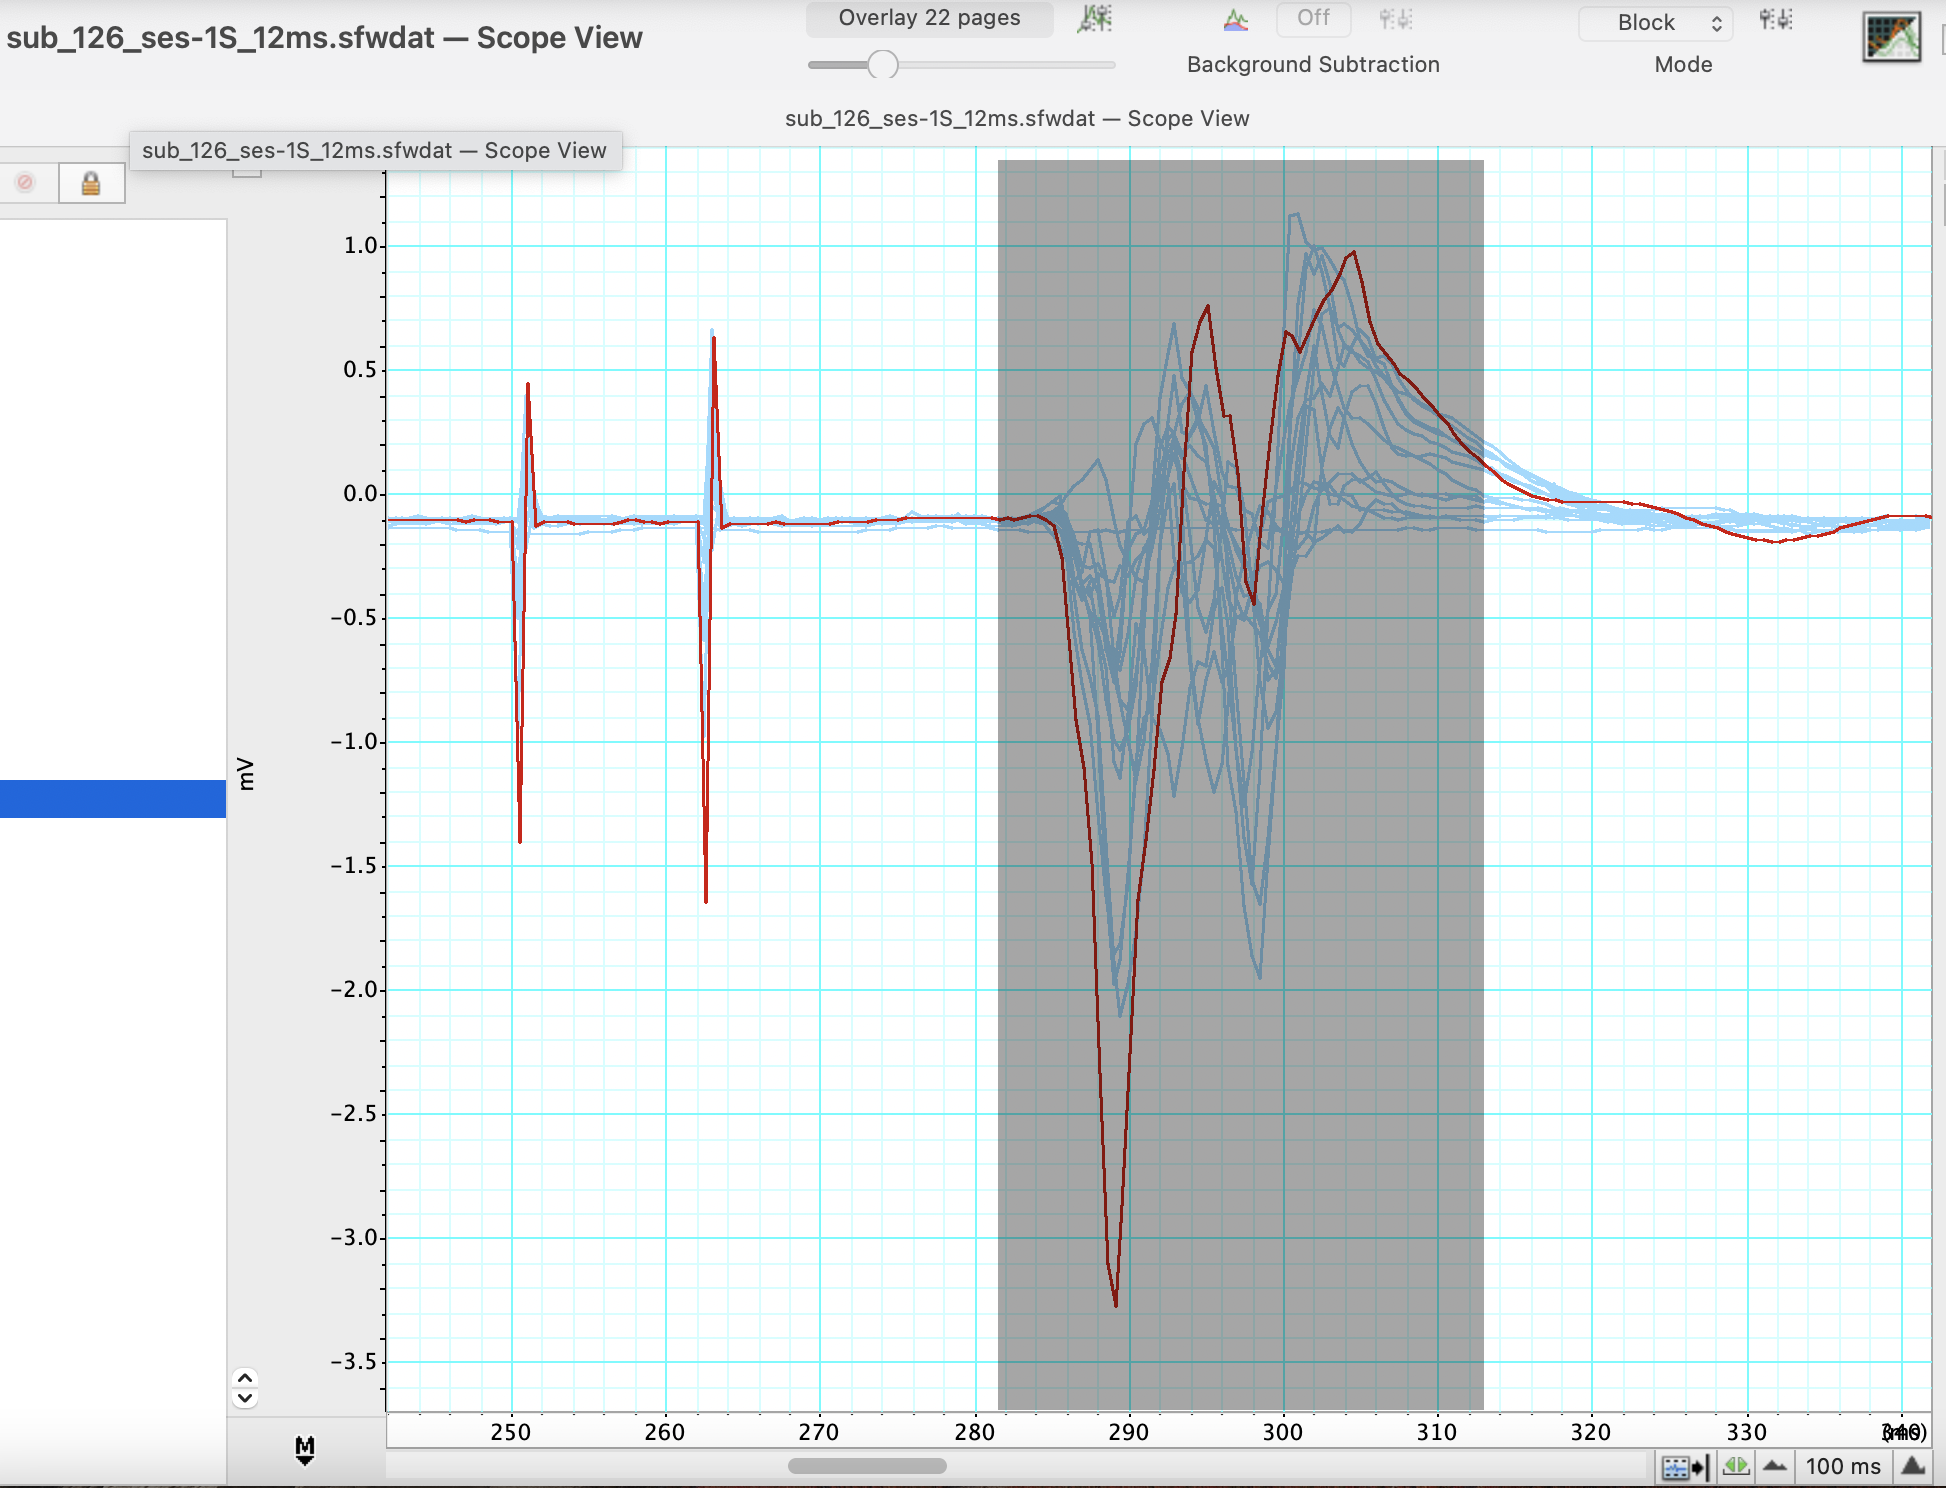 sub_126_ses-1S_12ms.sfwdat — Scope View
Overlay 22 pages
Off
Block
Background Subtraction
Mode
sub_126_ses-1S_12ms.sfwdat — Scope View
sub_126_ses-1S_12ms.sfwdat — Scope View
1.0
0.5
0.0
−0.5
mV
−1.0
−1.5
−2.0
−2.5
−3.0
−3.5
M
250 260 270 280 290 300 310 320 330
100 ms